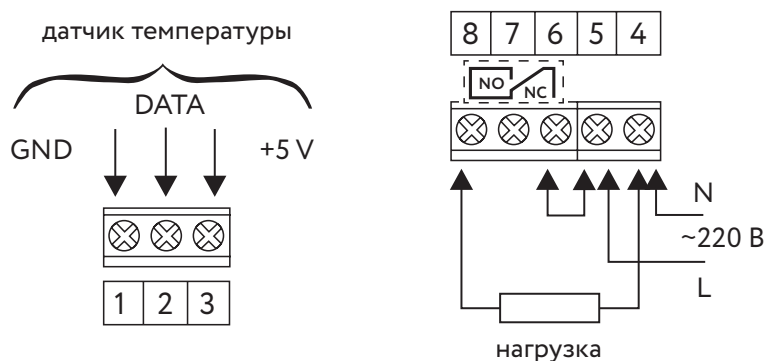 датчик температуры
DATA
GND
+5 V
1 2 3
8 7 6 5 4
NO
NC
N
~220 В
L
нагрузка